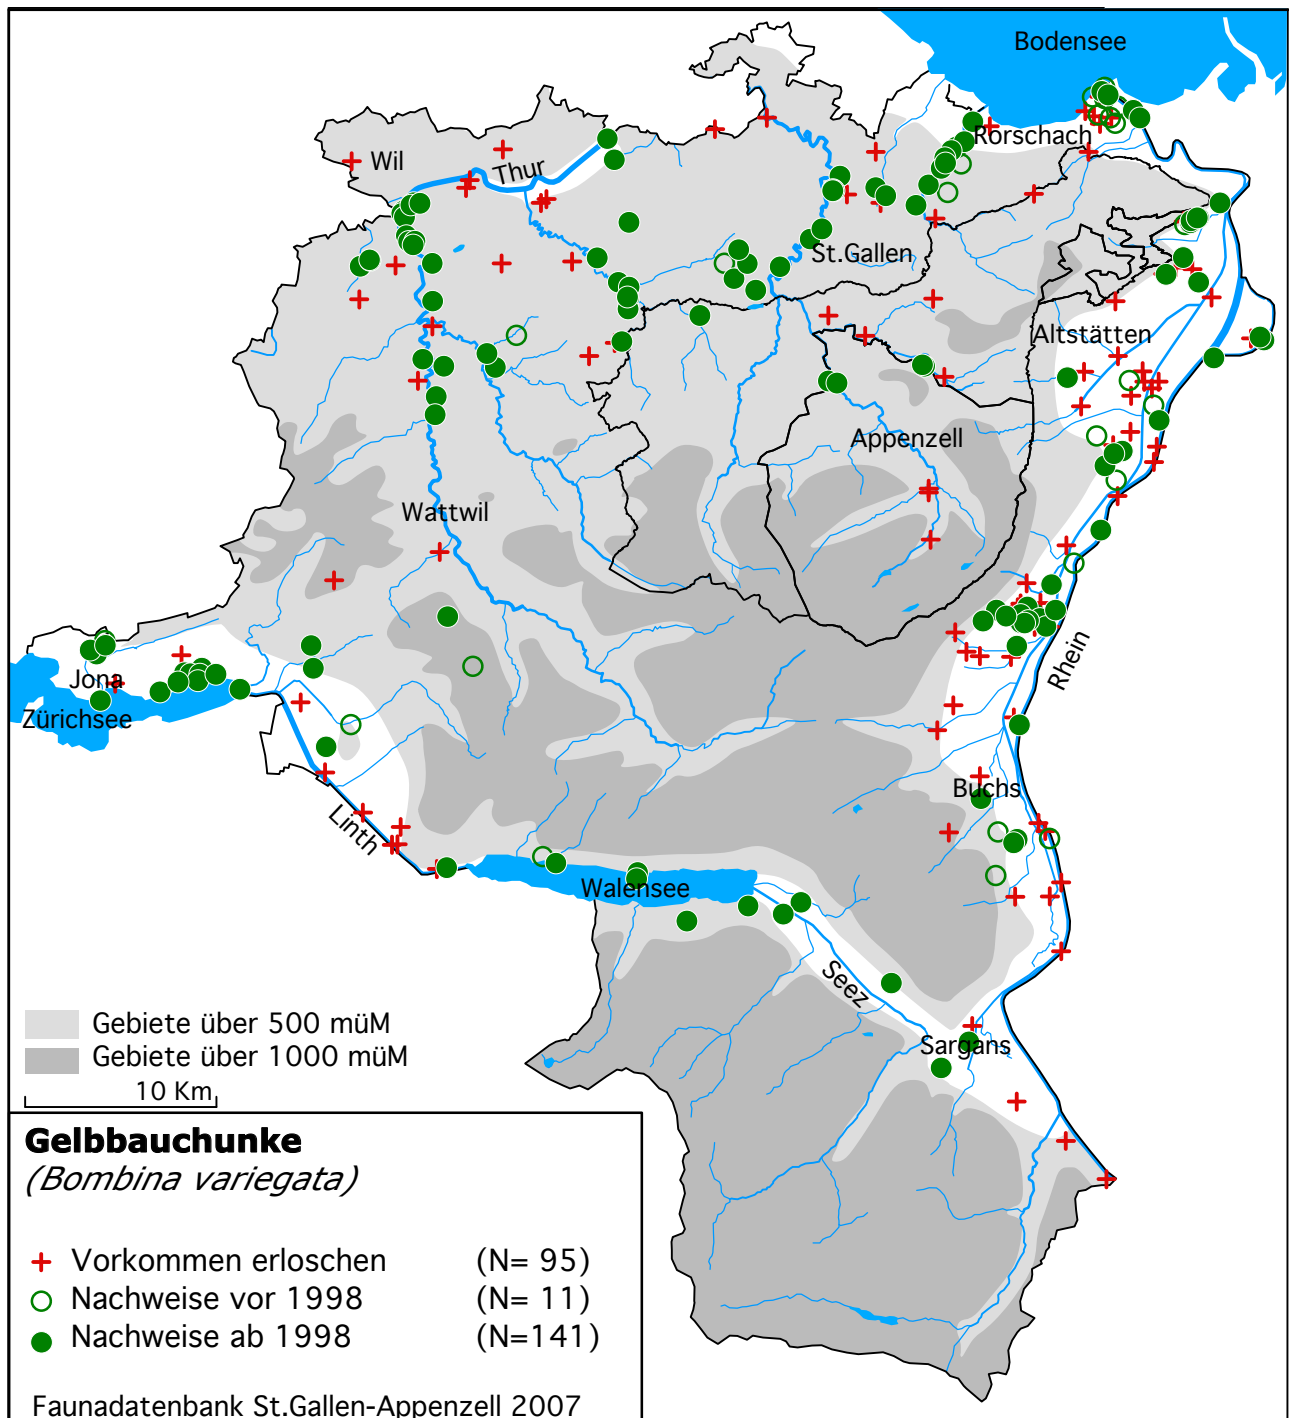 Bodensee
Rorschach
Wil
Thur
St.Gallen
Altstätten
Appenzell
Wattwil
Rhein
Jona
Zürichsee
Buchs
Linth
Walensee
Seez
Sargans
Gebiete über 500 müM
Gebiete über 1000 müM
10 Km
Gelbbauchunke
(Bombina variegata)
Vorkommen erloschen (N= 95)
Nachweise vor 1998 (N= 11)
Nachweise ab 1998 (N=141)
Faunadatenbank St.Gallen-Appenzell 2007